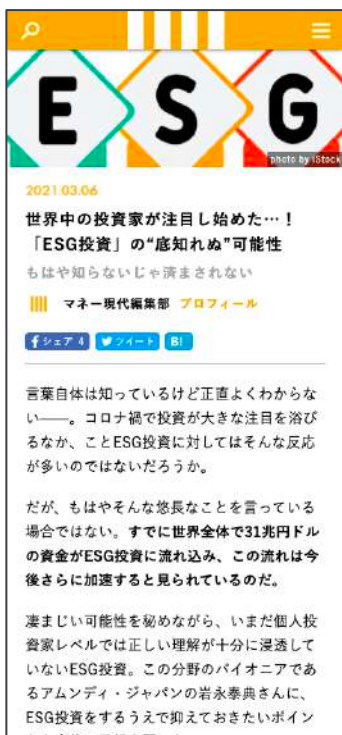 E S G
photo by iStock
2021.03.06
世界中の投資家が注目し始めた…！
「ESG投資」の“底知れぬ”可能性
もはや知らないじゃ済まされない
マネー現代編集部 プロフィール
シェア 4 ツイート B!
言葉自体は知っているけど正直よくわからな
い――。コロナ禍で投資が大きな注目を浴び
るなか、ことESG投資に対してはそんな反応
が多いのではないだろうか。
だが、もはやそんな悠長なことを言っている
場合ではない。すでに世界全体で31兆円ドル
の資金がESG投資に流れ込み、この流れは今
後さらに加速すると見られているのだ。
凄まじい可能性を秘めながら、いまだ個人投
資家レベルでは正しい理解が十分に浸透して
いないESG投資。この分野のパイオニアであ
るアムンディ・ジャパンの岩永泰典さんに、
ESG投資をするうえで抑えておきたいポイン